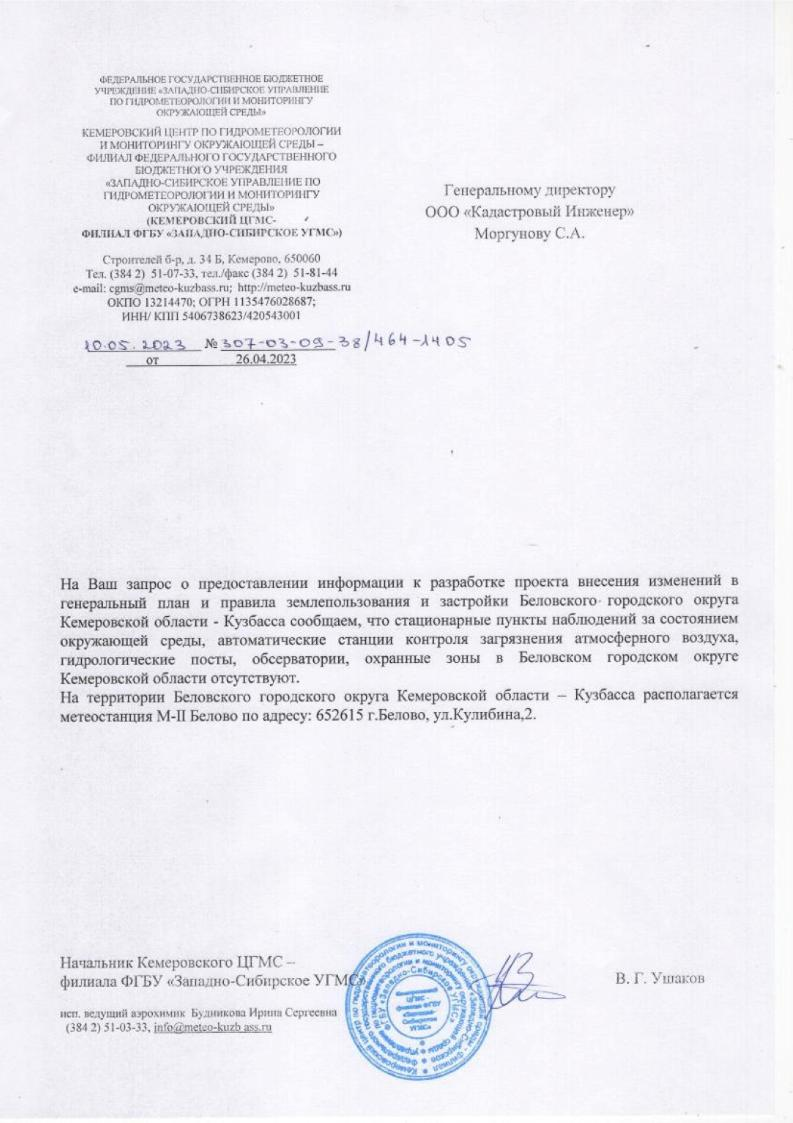 ФЕДЕРАЛЬНОЕ ГОСУДАРСТВЕННОЕ БЮДЖЕТНОЕ
УЧРЕЖДЕНИЕ «ЗАПАДНО-СИБИРСКОЕ УПРАВЛЕНИЕ
ПО ГИДРОМЕТЕОРОЛОГИИ И МОНИТОРИНГУ
ОКРУЖАЮЩЕЙ СРЕДЫ»
КЕМЕРОВСКИЙ ЦЕНТР ПО ГИДРОМЕТЕОРОЛОГИИ
И МОНИТОРИНГУ ОКРУЖАЮЩЕЙ СРЕДЫ –
ФИЛИАЛ ФЕДЕРАЛЬНОГО ГОСУДАРСТВЕННОГО
БЮДЖЕТНОГО УЧРЕЖДЕНИЯ
«ЗАПАДНО-СИБИРСКОЕ УПРАВЛЕНИЕ ПО
ГИДРОМЕТЕОРОЛОГИИ И МОНИТОРИНГУ
ОКРУЖАЮЩЕЙ СРЕДЫ»
(КЕМЕРОВСКИЙ ЦГМС-
ФИЛИАЛ ФГБУ «ЗАПАДНО-СИБИРСКОЕ УГМС»)
Строителей б-р, д. 34 Б, Кемерово, 650060
Тел. (384 2) 51-07-33, тел./факс (384 2) 51-81-44
e-mail: cgms@meteo-kuzbass.ru; http://meteo-kuzbass.ru
ОКПО 13214470; ОГРН 1135476028687;
ИНН/ КПП 5406738623/420543001
10.05.2023 № 307-03-09-38/464-1405
от 26.04.2023
Генеральному директору
ООО «Кадастровый Инженер»
Моргунову С.А.
На Ваш запрос о предоставлении информации к разработке проекта внесения изменений в
генеральный план и правила землепользования и застройки Беловского городского округа
Кемеровской области - Кузбасса сообщаем, что стационарные пункты наблюдений за состоянием
окружающей среды, автоматические станции контроля загрязнения атмосферного воздуха,
гидрологические посты, обсерватории, охранные зоны в Беловском городском округе
Кемеровской области отсутствуют.
На территории Беловского городского округа Кемеровской области – Кузбасса располагается
метеостанция М-II Белово по адресу: 652615 г.Белово, ул.Кулибина,2.
Начальник Кемеровского ЦГМС –
филиала ФГБУ «Западно-Сибирское УГМС»
В. Г. Ушаков
исп. ведущий аэрохимик Будникова Ирина Сергеевна
(384 2) 51-03-33, info@meteo-kuzb ass.ru
Кемеровский
ЦГМС -
филиал ФГБУ
«Западно-
Сибирское
УГМС»